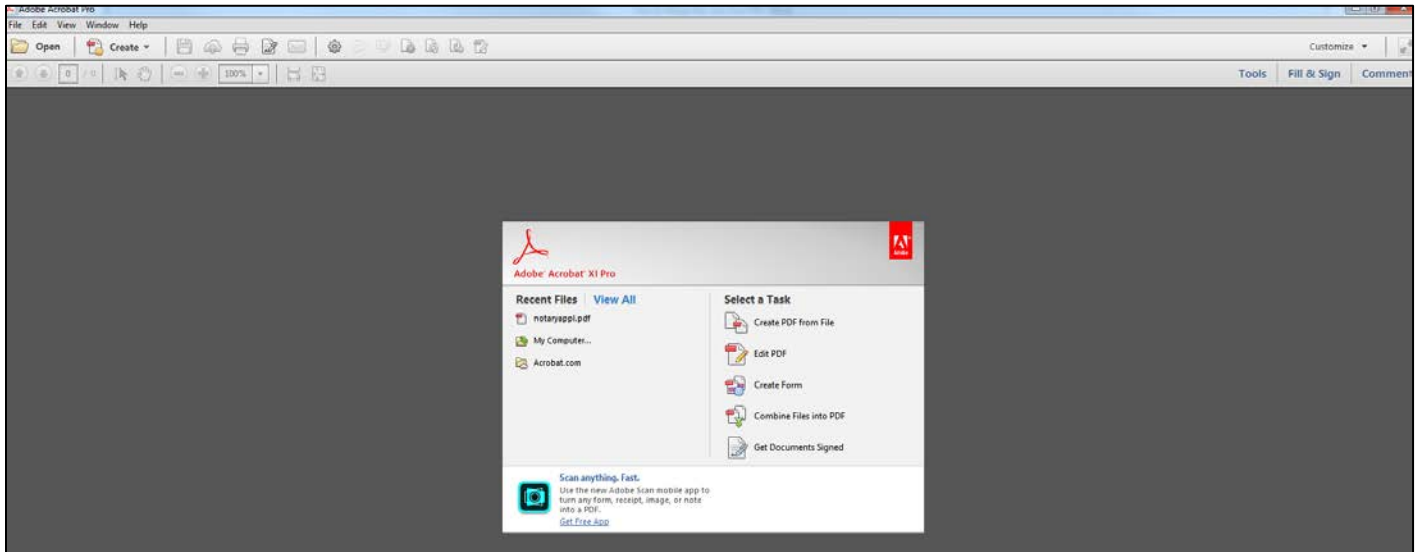 Adobe Acrobat Pro
File Edit View Window Help
Open Create Customize
0 / 0 100% Tools Fill & Sign Comment
Adobe
Adobe® Acrobat® XI Pro
Recent Files View All
notaryappl.pdf
My Computer...
Acrobat.com
Select a Task
Create PDF from File
Edit PDF
Create Form
Combine Files into PDF
Get Documents Signed
Scan anything. Fast.
Use the new Adobe Scan mobile app to
turn any form, receipt, image, or note
into a PDF.
Get Free App